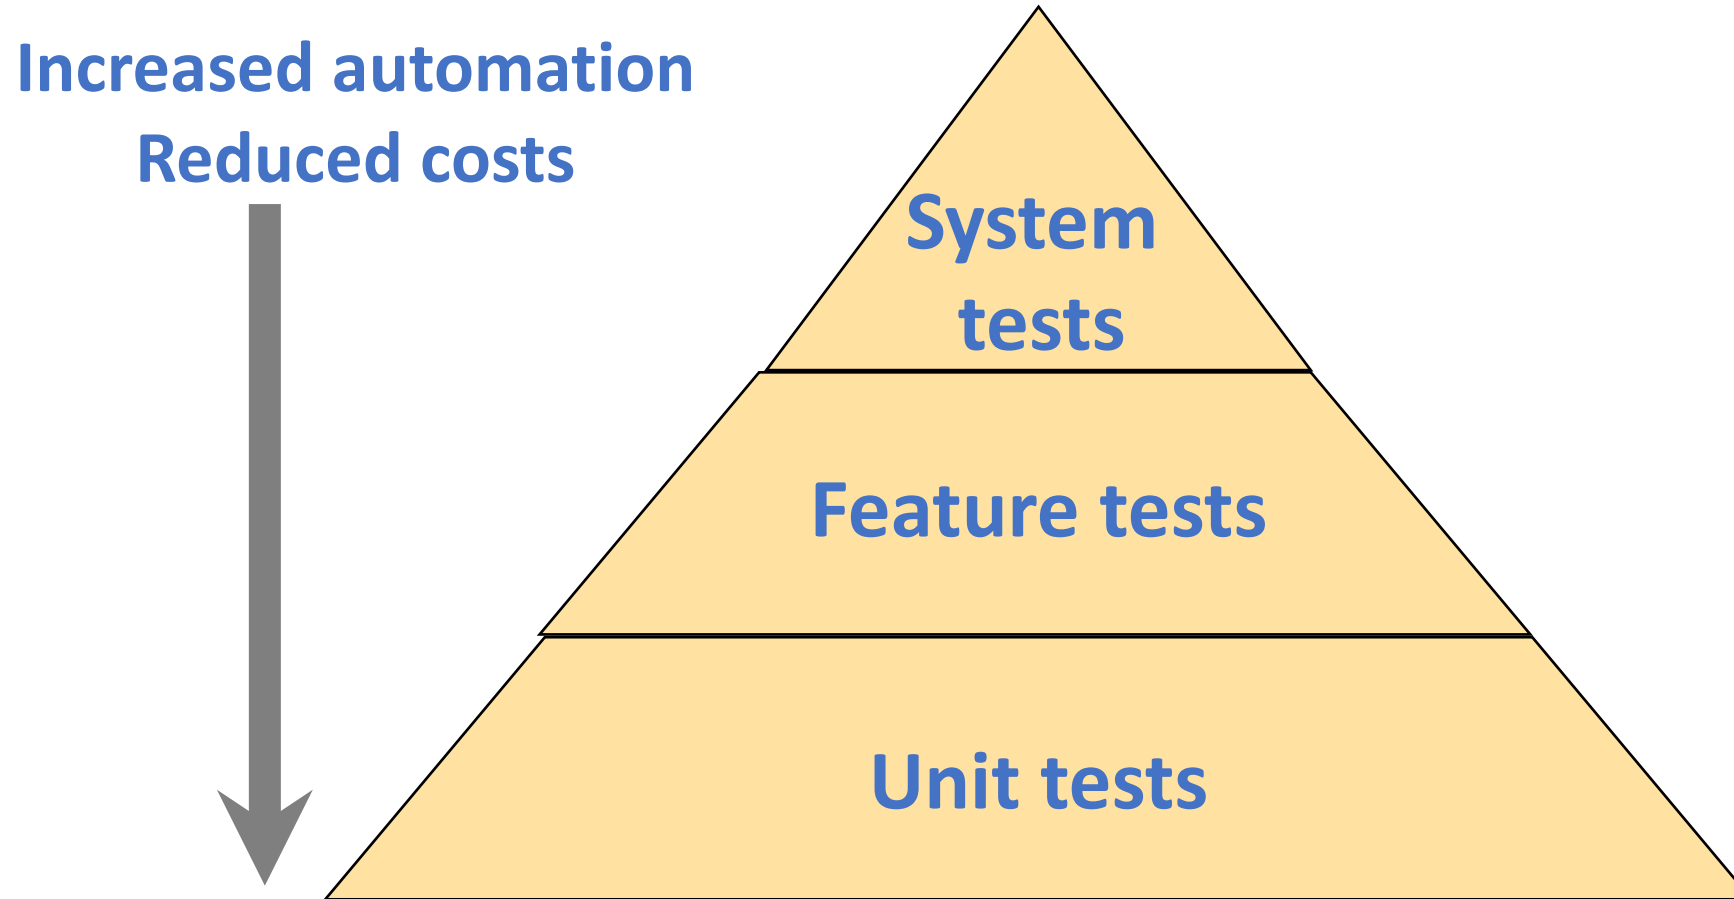 Increased automation
Reduced costs
System
tests
Feature tests
Unit tests